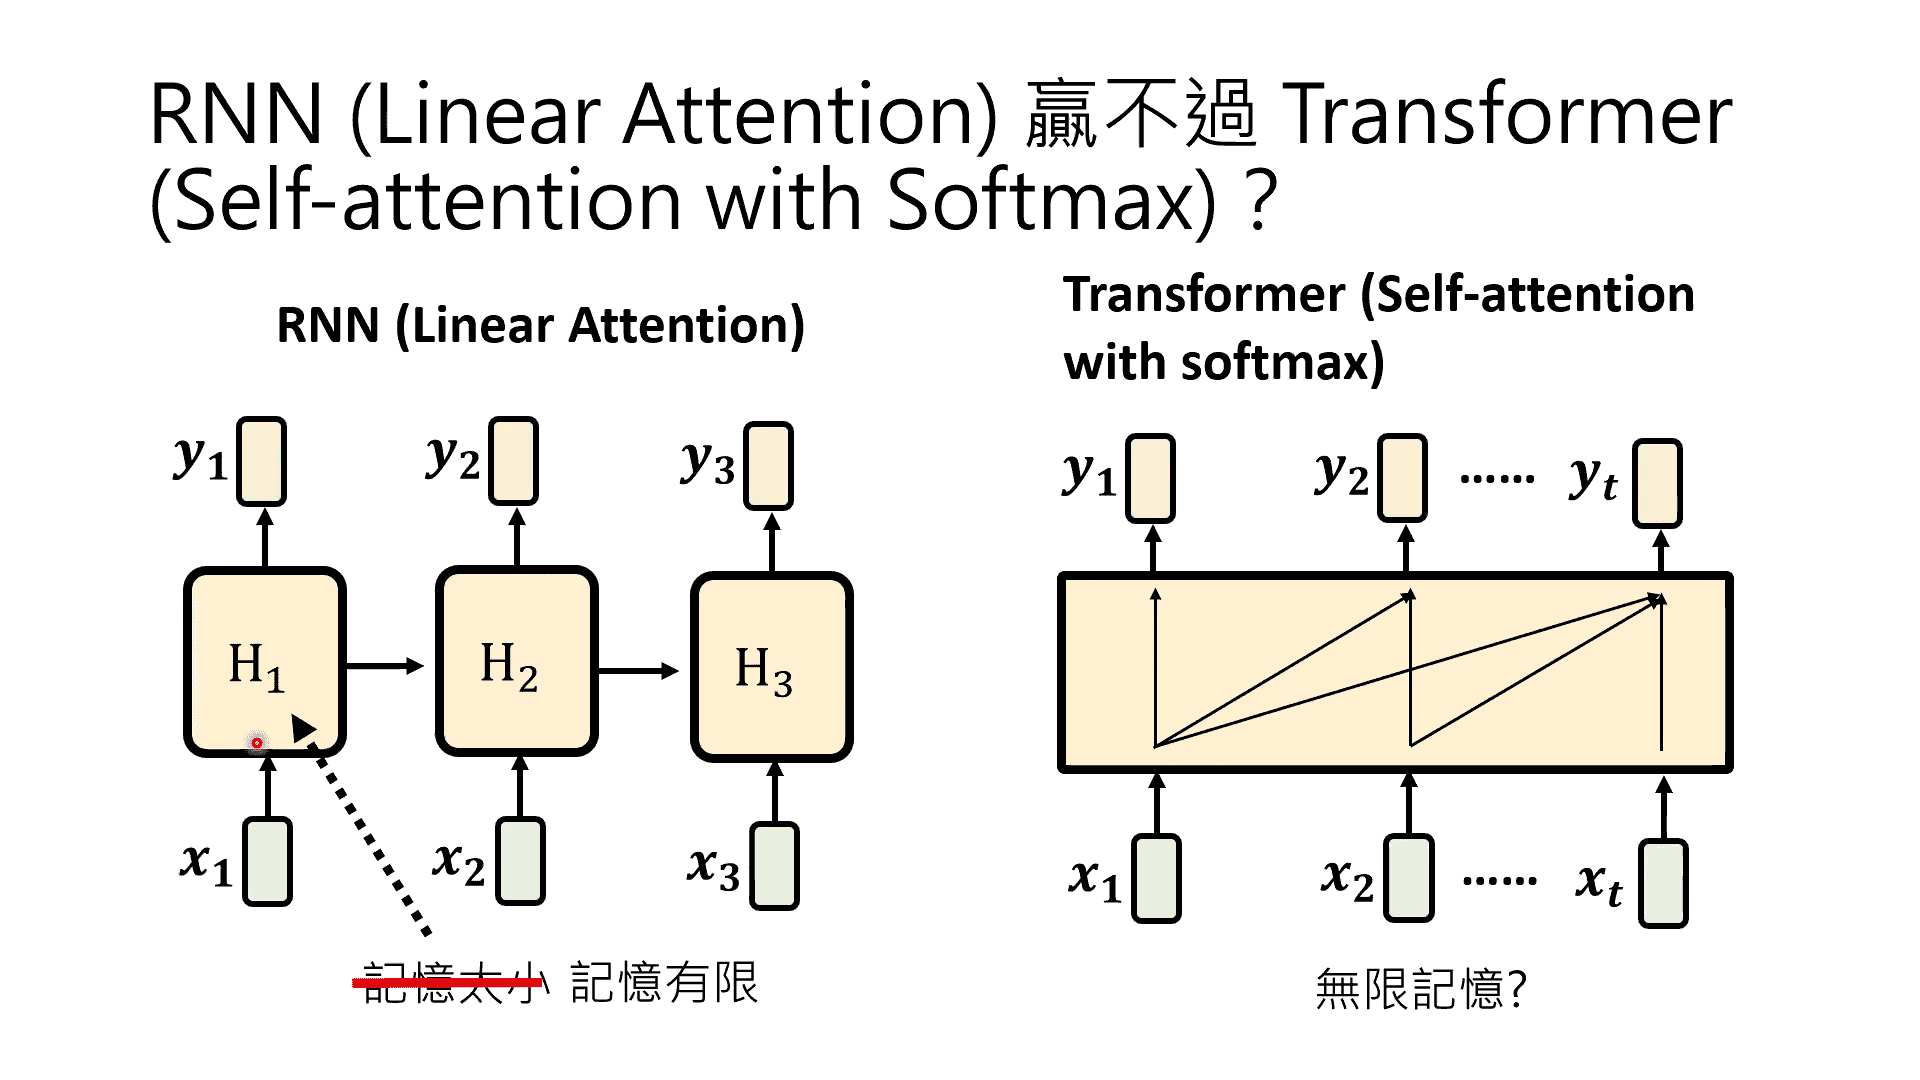 RNN (Linear Attention) 贏不過 Transformer
(Self-attention with Softmax)？
RNN (Linear Attention)
y1 y2 y3
H1 H2 H3
x1 x2 x3
記憶太小 記憶有限
Transformer (Self-attention
with softmax)
y1 y2 …… yt
x1 x2 …… xt
無限記憶?